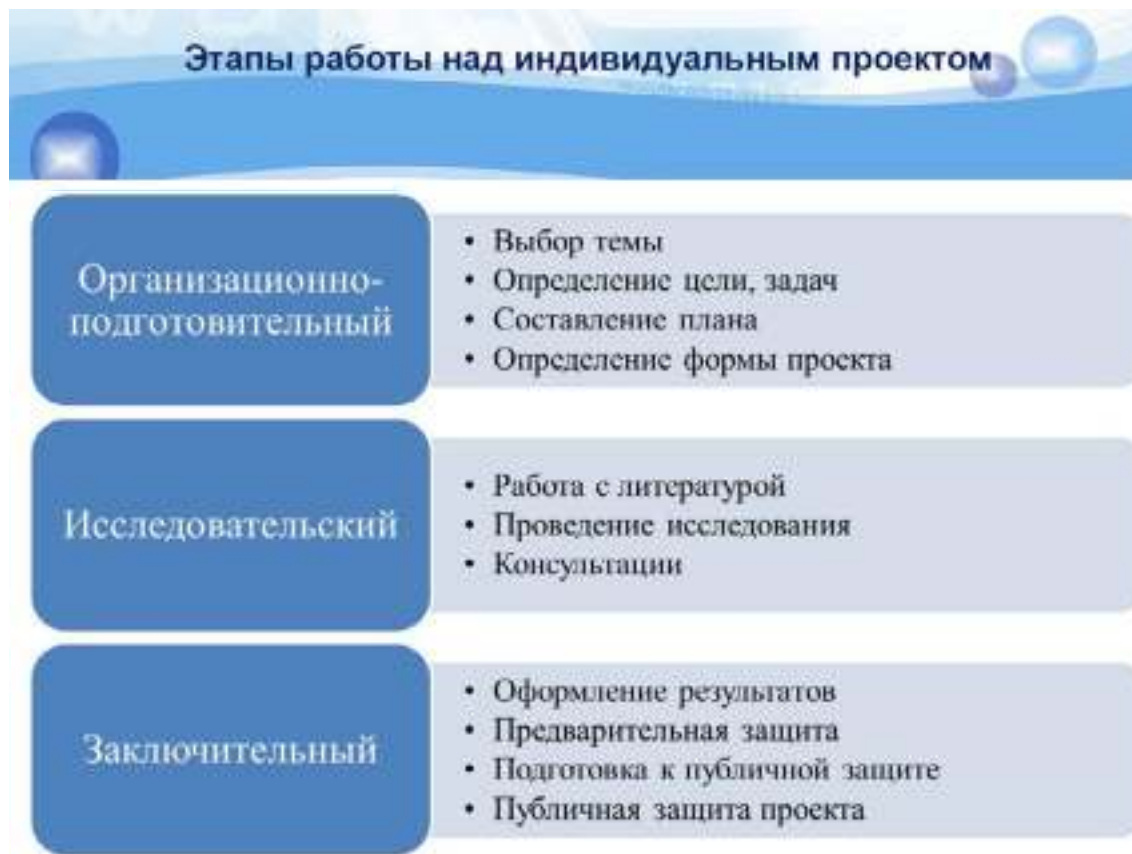 Этапы работы над индивидуальным проектом
Организационно-
подготовительный
• Выбор темы
• Определение цели, задач
• Составление плана
• Определение формы проекта
Исследовательский
• Работа с литературой
• Проведение исследования
• Консультации
Заключительный
• Оформление результатов
• Предварительная защита
• Подготовка к публичной защите
• Публичная защита проекта